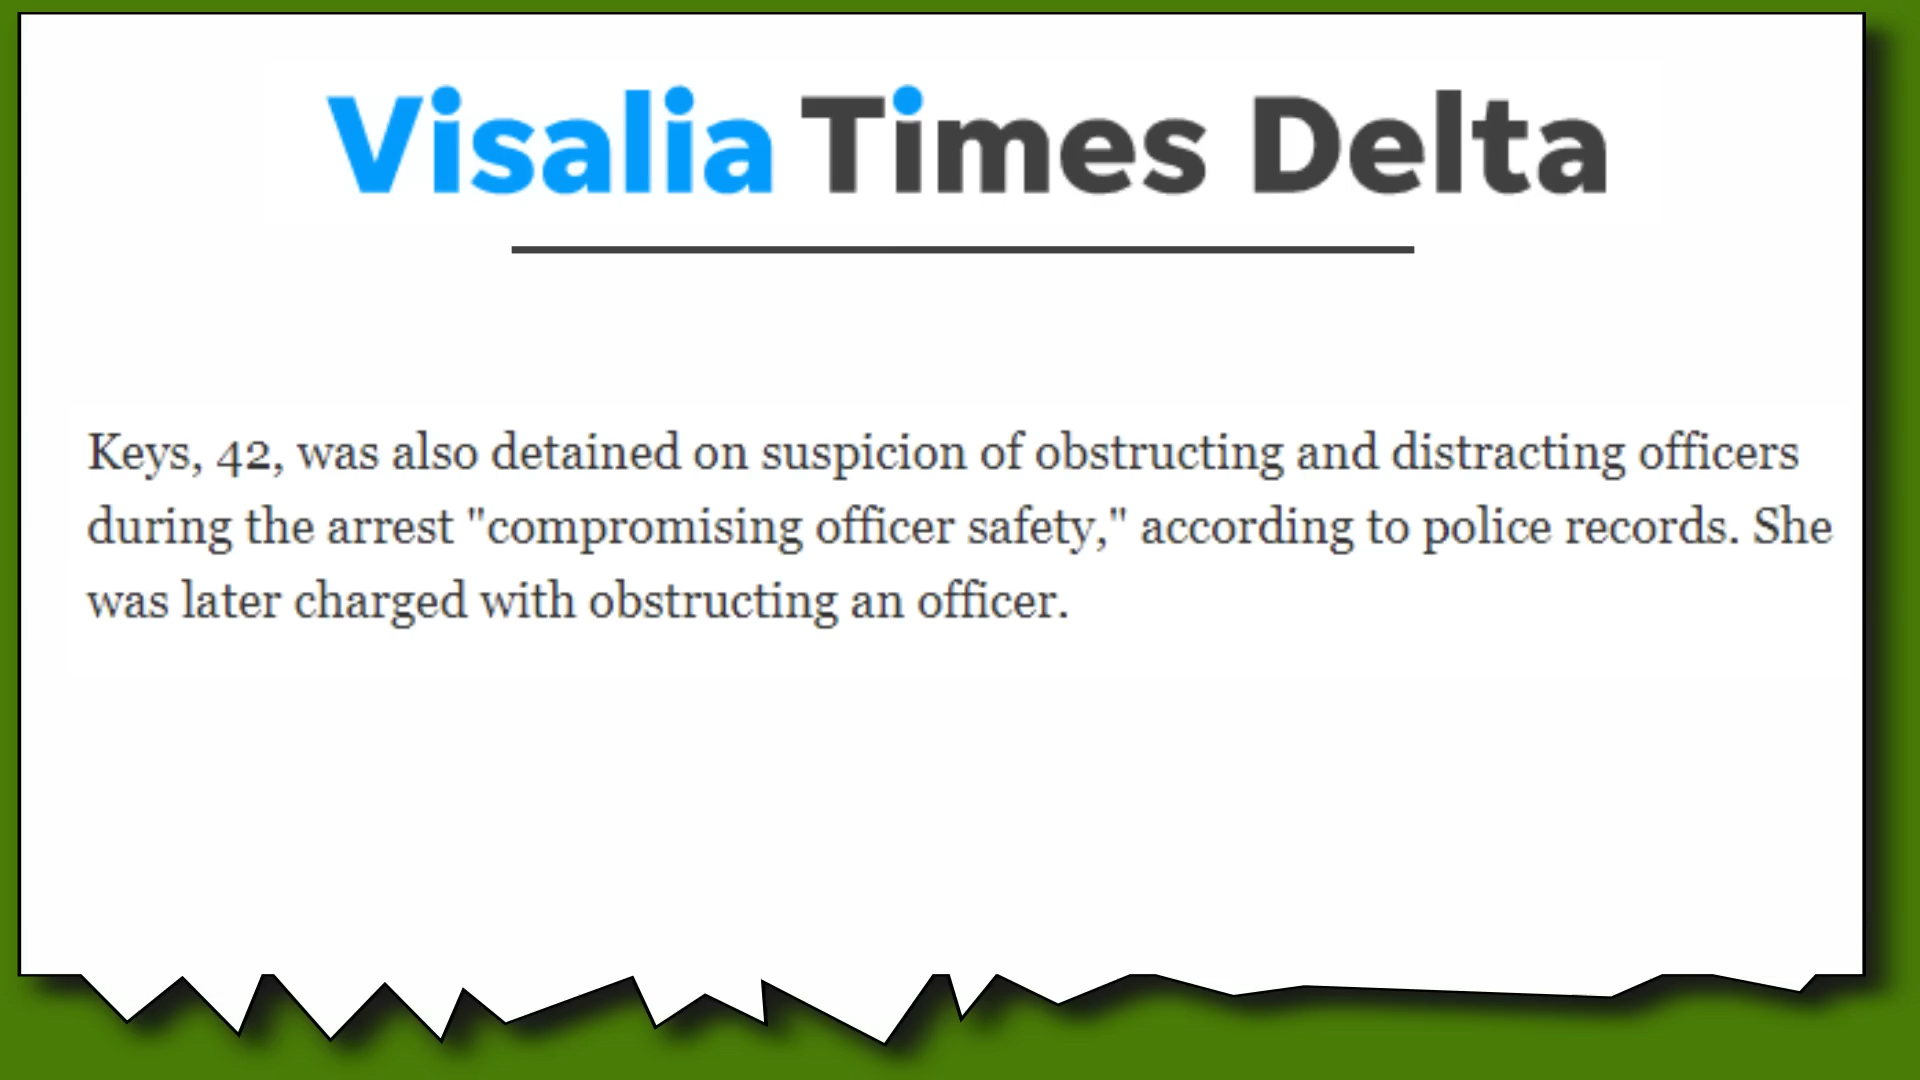 Visalia Times Delta
Keys, 42, was also detained on suspicion of obstructing and distracting officers
during the arrest "compromising officer safety," according to police records. She
was later charged with obstructing an officer.